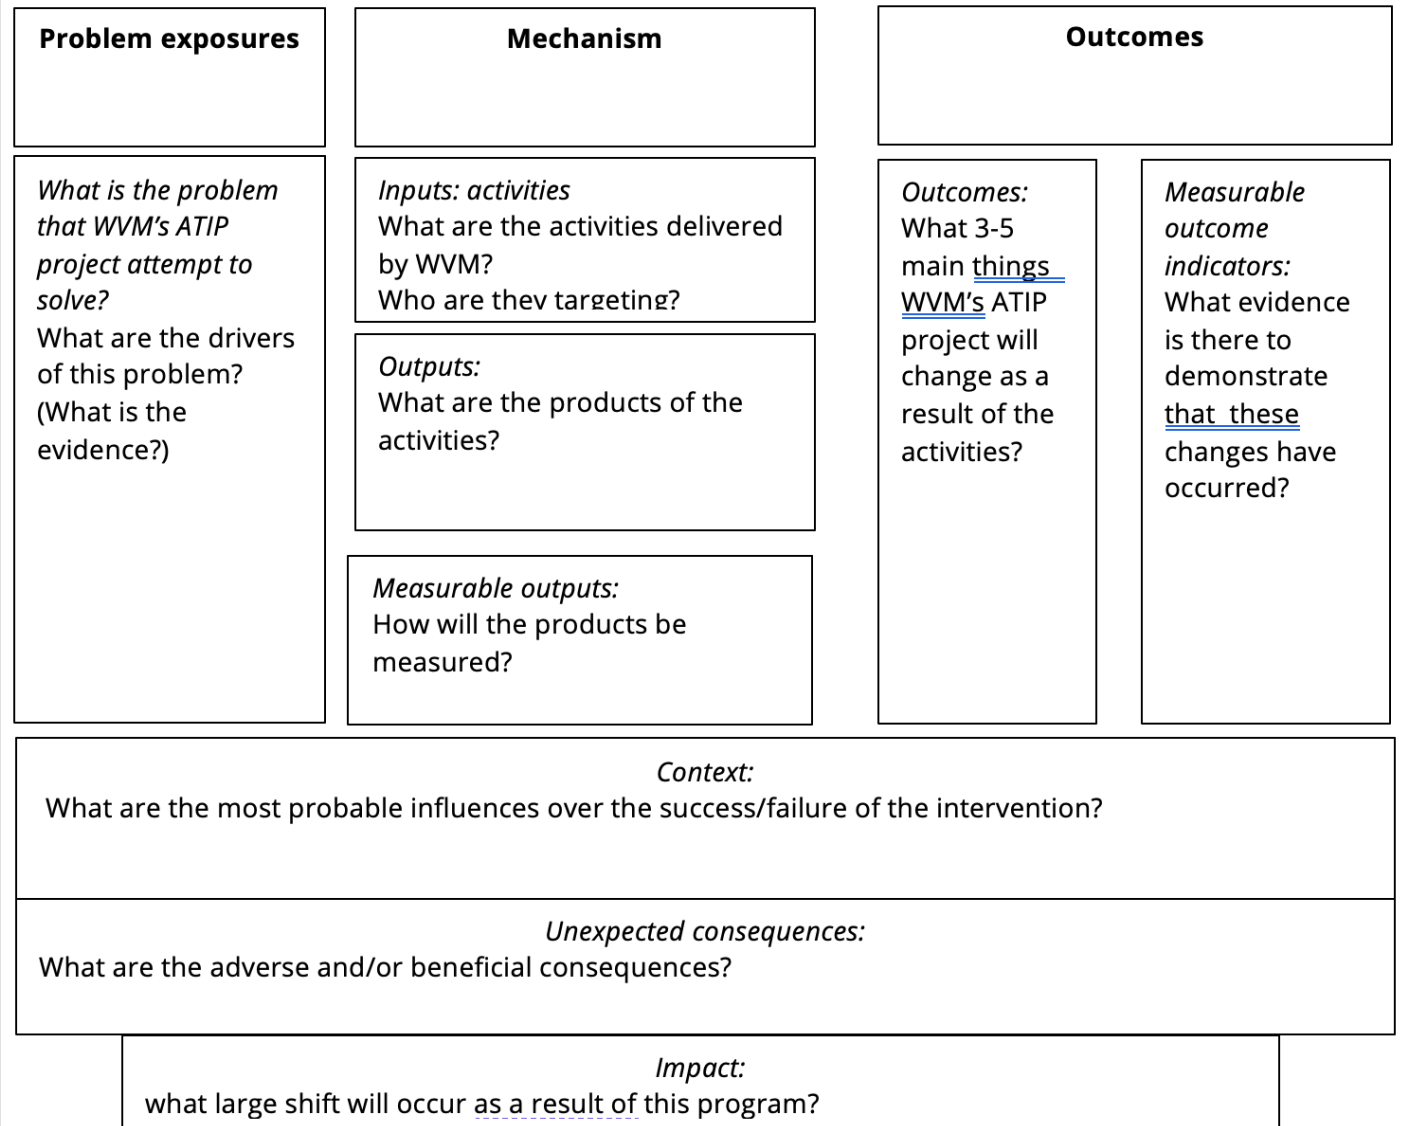 Problem exposures
Mechanism
Outcomes
What is the problem
that WVM’s ATIP
project attempt to
solve?
What are the drivers
of this problem?
(What is the
evidence?)
Inputs: activities
What are the activities delivered
by WVM?
Who are they targeting?
Outputs:
What are the products of the
activities?
Measurable outputs:
How will the products be
measured?
Outcomes:
What 3-5
main things
WVM’s ATIP
project will
change as a
result of the
activities?
Measurable
outcome
indicators:
What evidence
is there to
demonstrate
that  these
changes have
occurred?
Context:
What are the most probable influences over the success/failure of the intervention?
Unexpected consequences:
What are the adverse and/or beneficial consequences?
Impact:
what large shift will occur as a result of this program?